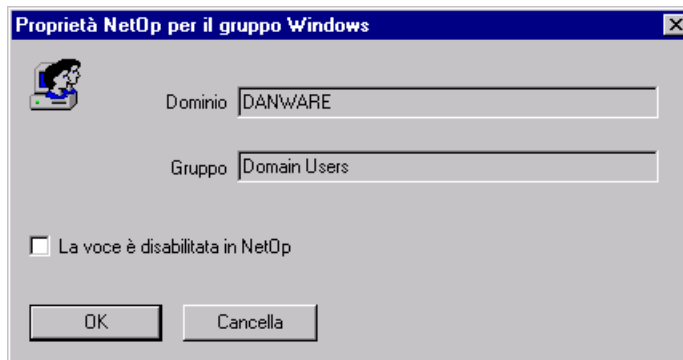 Proprietà NetOp per il gruppo Windows
Dominio DANWARE
Gruppo Domain Users
La voce è disabilitata in NetOp
OK Cancella